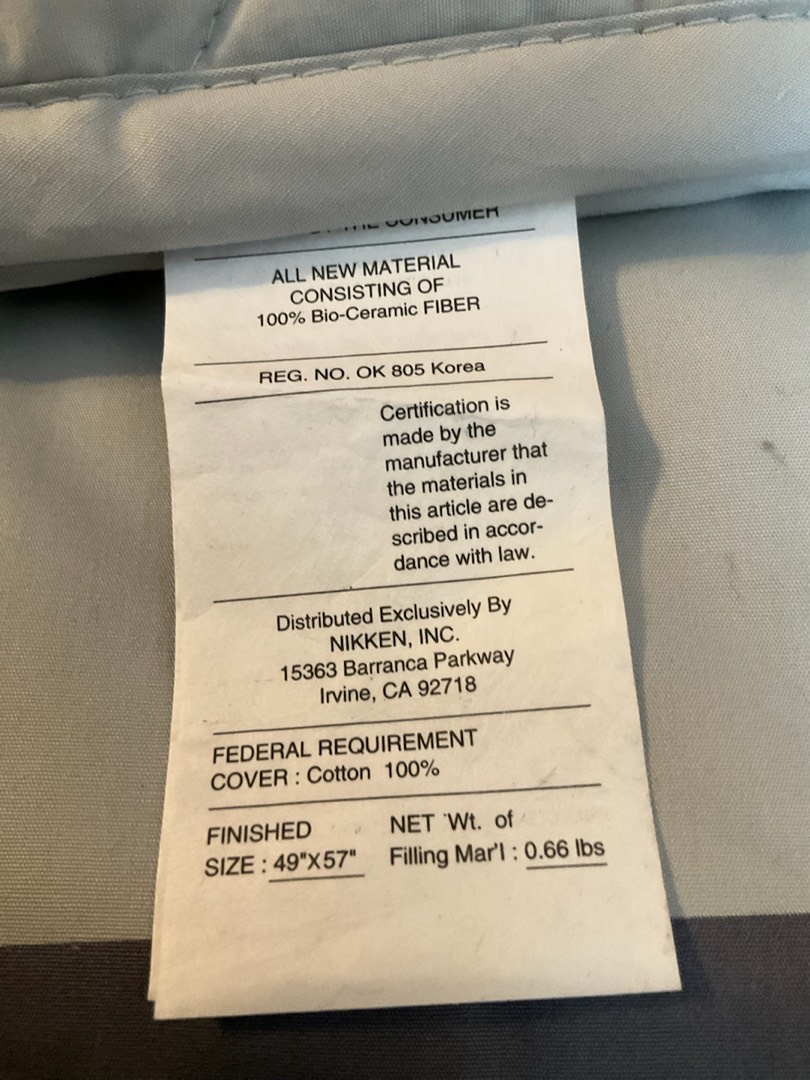 THE CONSUMER
ALL NEW MATERIAL
CONSISTING OF
100% Bio-Ceramic FIBER
REG. NO. OK 805 Korea
Certification is
made by the
manufacturer that
the materials in
this article are de-
scribed in accor-
dance with law.
Distributed Exclusively By
NIKKEN, INC.
15363 Barranca Parkway
Irvine, CA 92718
FEDERAL REQUIREMENT
COVER : Cotton 100%
FINISHED
SIZE : 49"X57"
NET Wt. of
Filling Mar'l : 0.66 lbs